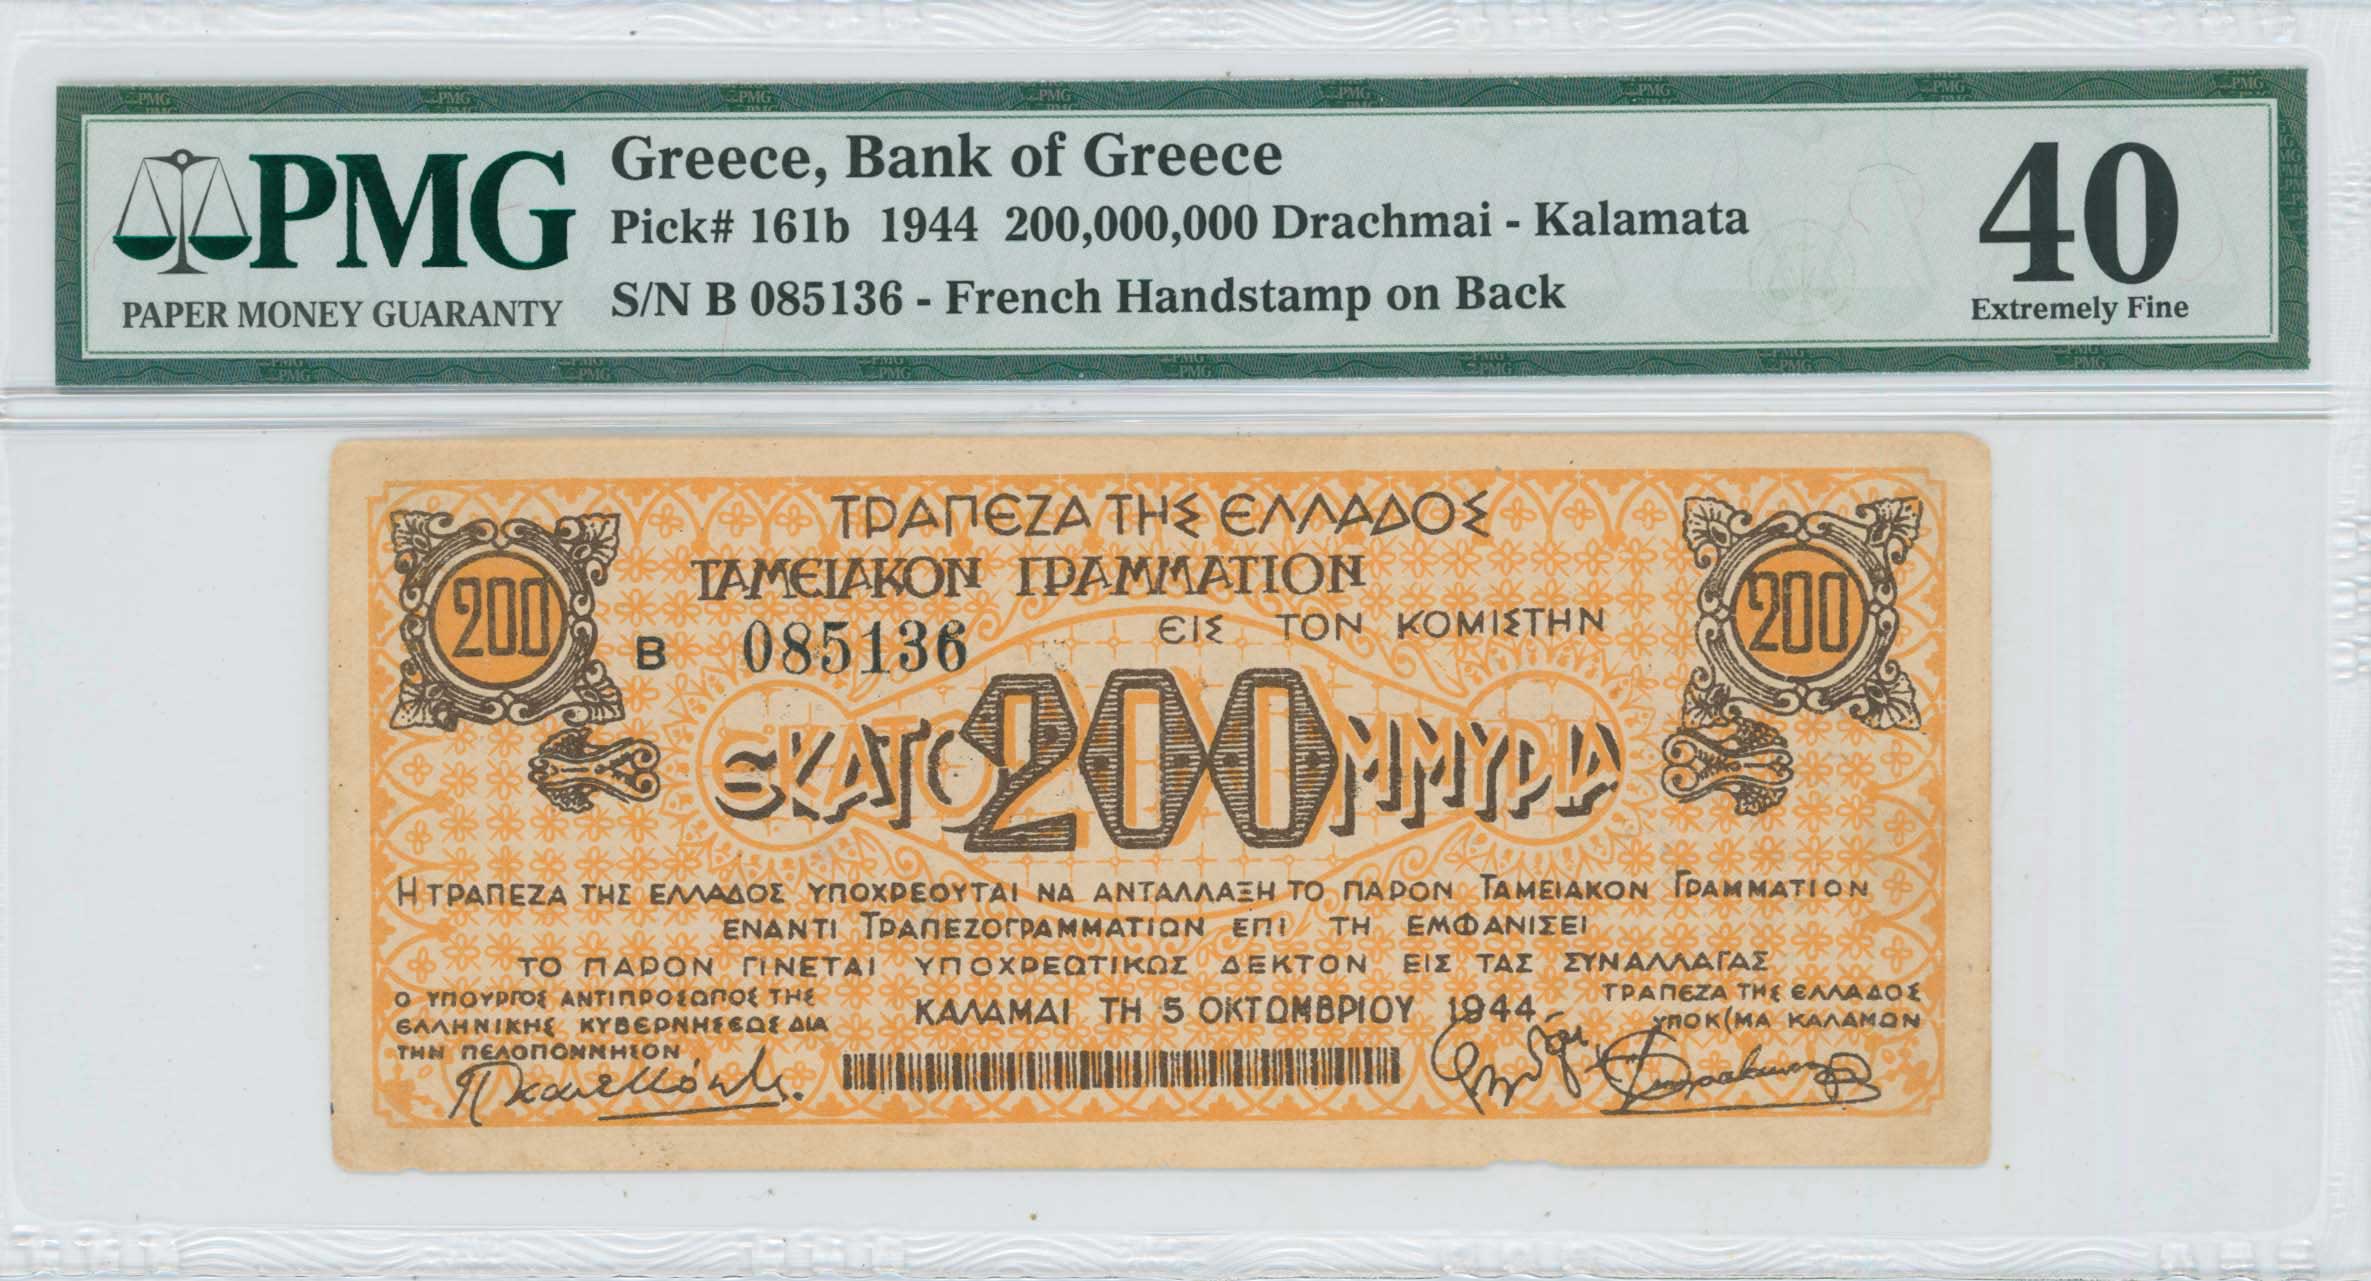 PMG
PAPER MONEY GUARANTY
Greece, Bank of Greece
Pick# 161b 1944 200,000,000 Drachmai - Kalamata
S/N B 085136 - French Handstamp on Back
40
Extremely Fine
ΤΡΑΠΕΖΑ ΤΗΣ ΕΛΛΑΔΟΣ
ΤΑΜΕΙΑΚΟΝ ΓΡΑΜΜΑΤΙΟΝ
ΕΙΣ ΤΟΝ ΚΟΜΙΣΤΗΝ
200
200
Β 085136
ΕΚΑΤΟ200ΜΜΥΡΙΑ
Η ΤΡΑΠΕΖΑ ΤΗΣ ΕΛΛΑΔΟΣ ΥΠΟΧΡΕΟΥΤΑΙ ΝΑ ΑΝΤΑΛΛΑΞΗ ΤΟ ΠΑΡΟΝ ΤΑΜΕΙΑΚΟΝ ΓΡΑΜΜΑΤΙΟΝ
ΕΝΑΝΤΙ ΤΡΑΠΕΖΟΓΡΑΜΜΑΤΙΩΝ ΕΠΙ ΤΗ ΕΜΦΑΝΙΣΕΙ
ΤΟ ΠΑΡΟΝ ΓΙΝΕΤΑΙ ΥΠΟΧΡΕΩΤΙΚΩΣ ΔΕΚΤΟΝ ΕΙΣ ΤΑΣ ΣΥΝΑΛΛΑΓΑΣ
Ο ΥΠΟΥΡΓΟΣ ΑΝΤΙΠΡΟΣΩΠΟΣ ΤΗΣ
ΕΛΛΗΝΙΚΗΣ ΚΥΒΕΡΝΗΣΕΩΣ ΔΙΑ
ΤΗΝ ΠΕΛΟΠΟΝΝΗΣΟΝ
ΚΑΛΑΜΑΙ ΤΗ 5 ΟΚΤΩΜΒΡΙΟΥ 1944
ΤΡΑΠΕΖΑ ΤΗΣ ΕΛΛΑΔΟΣ
ΥΠΟΚ(ΜΑ ΚΑΛΑΜΩΝ